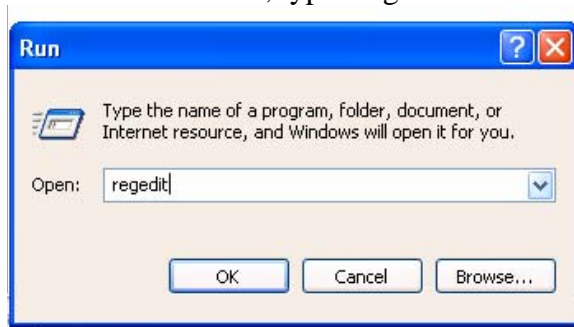 Run
Type the name of a program, folder, document, or
Internet resource, and Windows will open it for you.
Open: regedit
OK Cancel Browse...